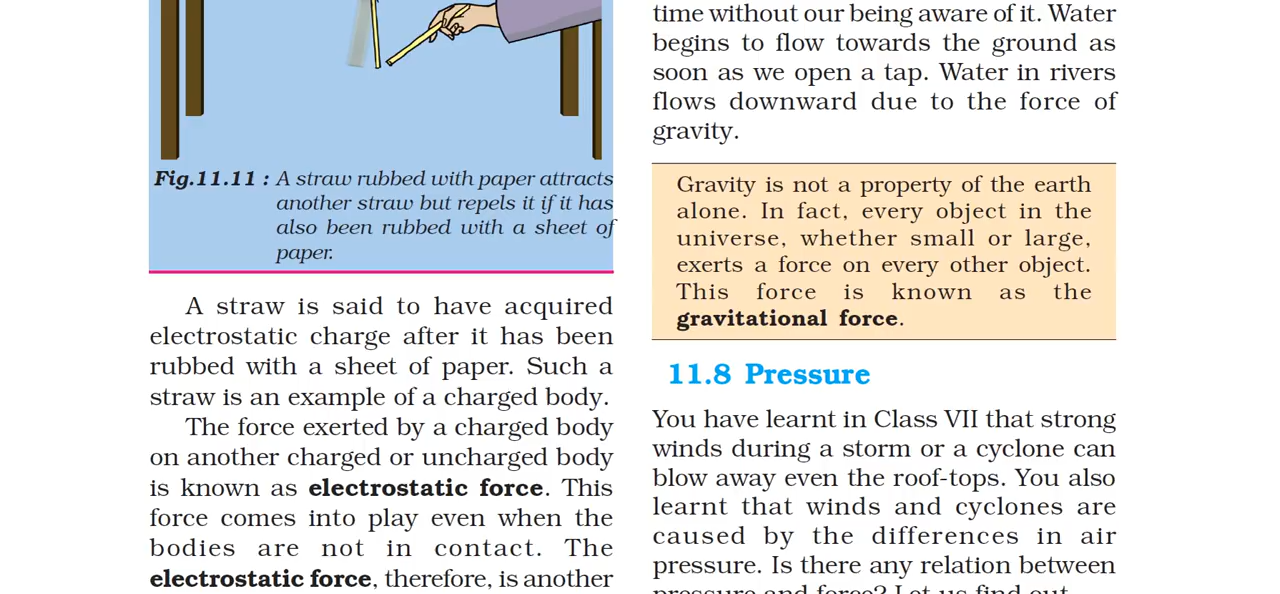 Fig.11.11 : A straw rubbed with paper attracts
another straw but repels it if it has
also been rubbed with a sheet of
paper.
A straw is said to have acquired
electrostatic charge after it has been
rubbed with a sheet of paper. Such a
straw is an example of a charged body.
The force exerted by a charged body
on another charged or uncharged body
is known as electrostatic force. This
force comes into play even when the
bodies are not in contact. The
electrostatic force, therefore, is another
time without our being aware of it. Water
begins to flow towards the ground as
soon as we open a tap. Water in rivers
flows downward due to the force of
gravity.
Gravity is not a property of the earth
alone. In fact, every object in the
universe, whether small or large,
exerts a force on every other object.
This force is known as the
gravitational force.
11.8 Pressure
You have learnt in Class VII that strong
winds during a storm or a cyclone can
blow away even the roof-tops. You also
learnt that winds and cyclones are
caused by the differences in air
pressure. Is there any relation between
pressure and force? Let us find out.